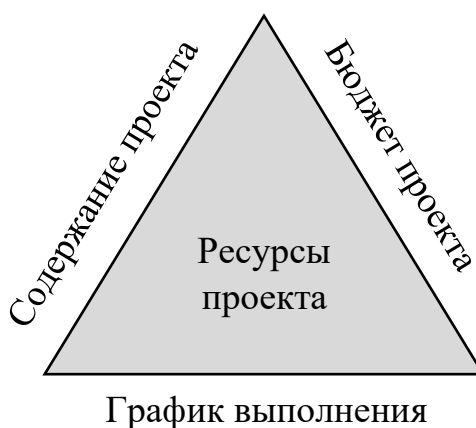 Содержание проекта
Бюджет проекта
Ресурсы
проекта
График выполнения